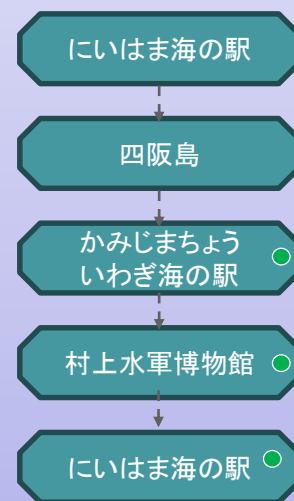 にいはま海の駅
四阪島
かみじまちょう
いわぎ海の駅
村上水軍博物館
にいはま海の駅